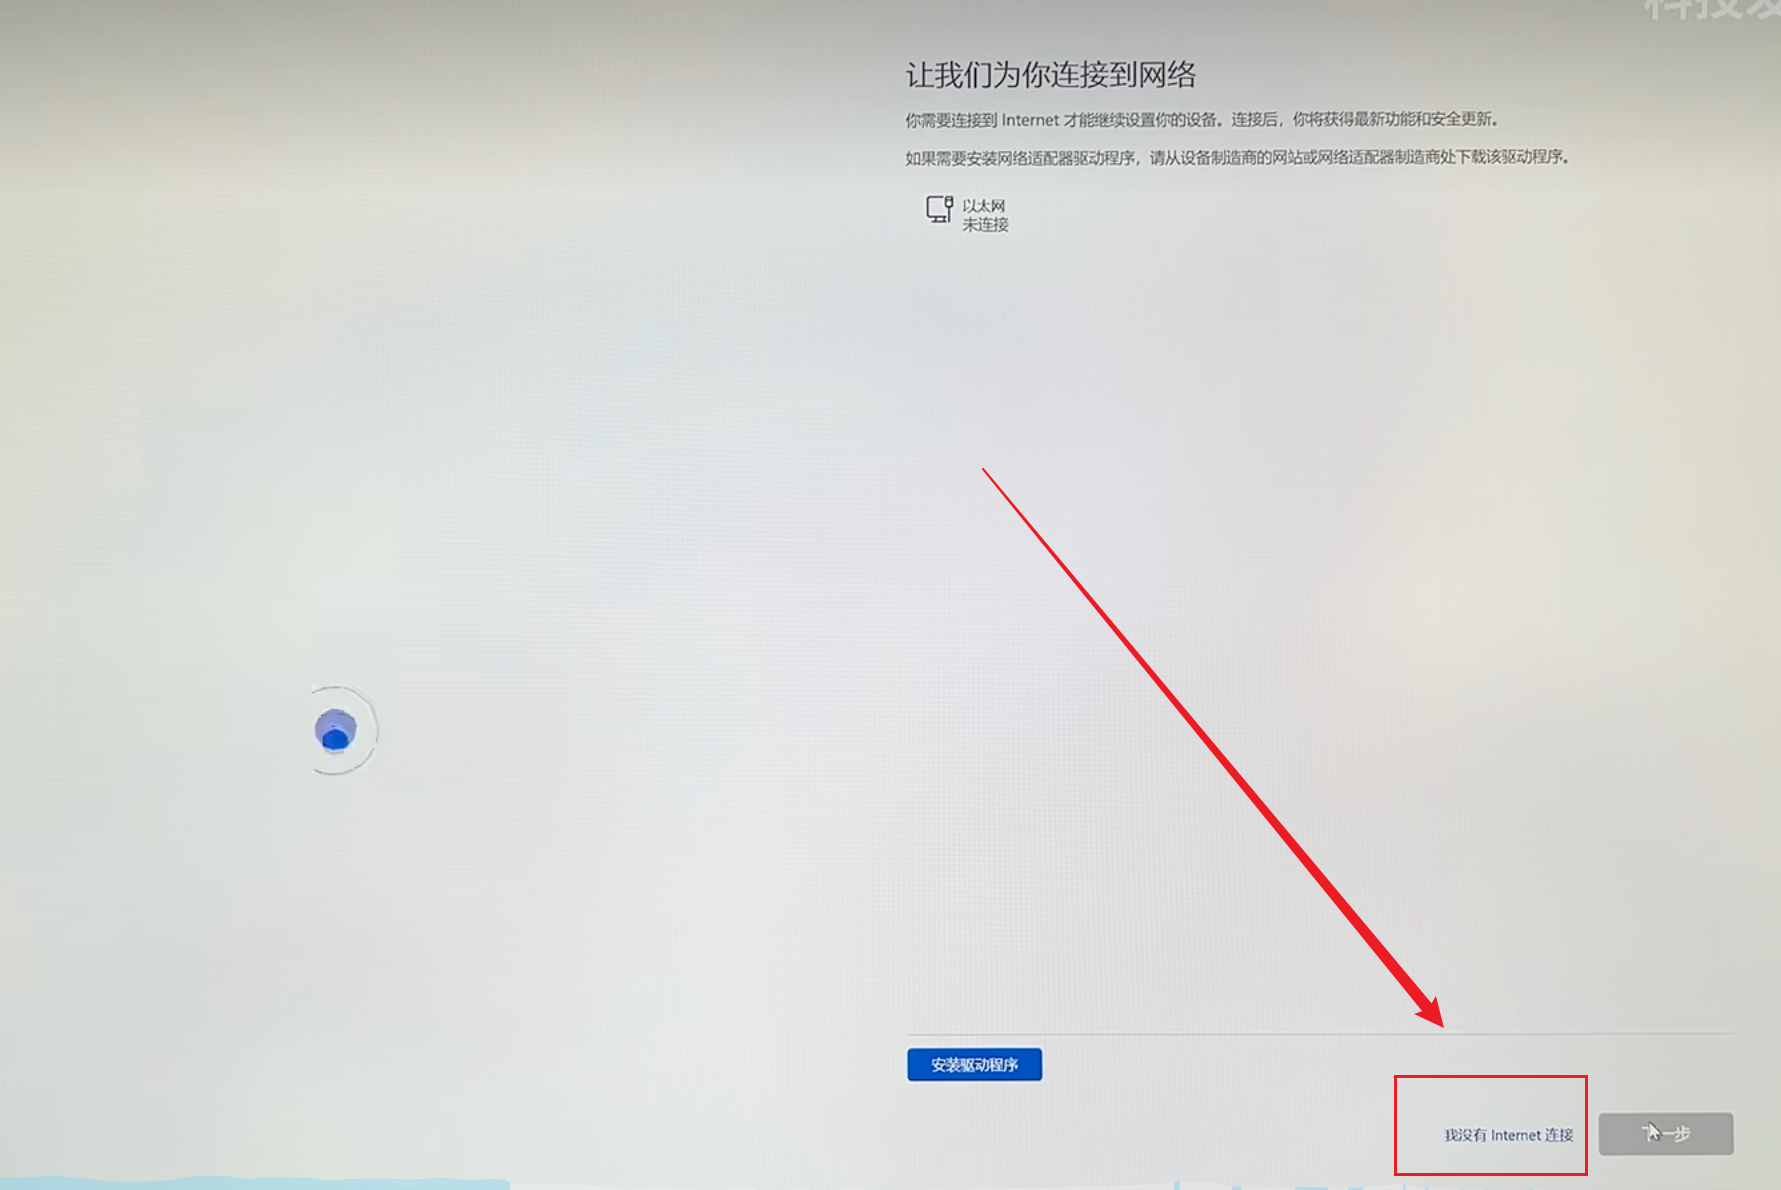 科技发
让我们为你连接到网络
你需要连接到 Internet 才能继续设置你的设备。连接后，你将获得最新功能和安全更新。
如果需要安装网络适配器驱动程序，请从设备制造商的网站或网络适配器制造商处下载该驱动程序。
以太网
未连接
安装驱动程序
我没有 Internet 连接
下一步